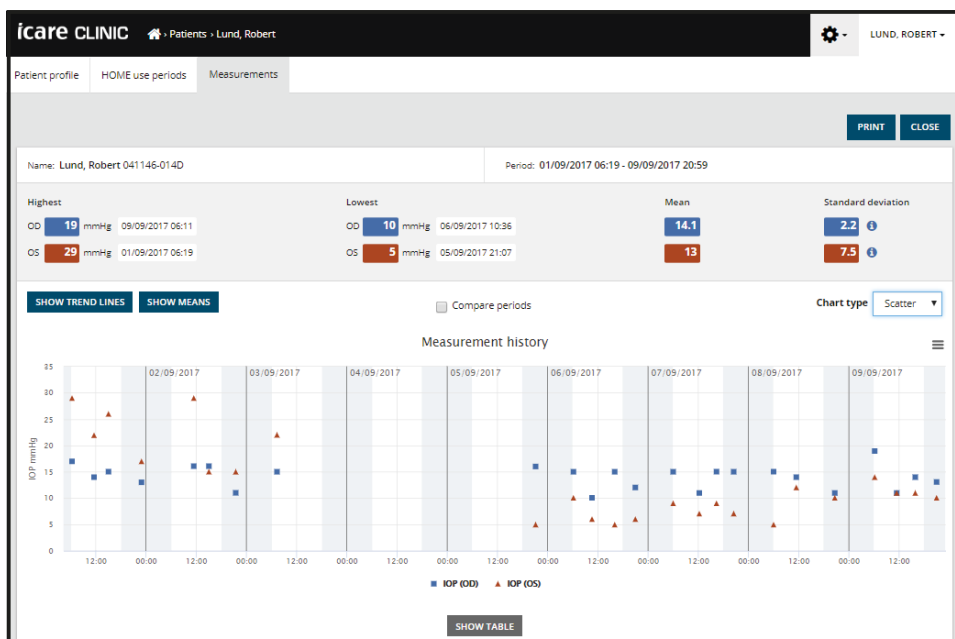 icare CLINIC › Patients › Lund, Robert LUND, ROBERT
Patient profile HOME use periods Measurements
PRINT CLOSE
Name: Lund, Robert 041146-014D Period: 01/09/2017 06:19 - 09/09/2017 20:59
Highest Lowest Mean Standard deviation
OD 19 mmHg 09/09/2017 06:11 OD 10 mmHg 06/09/2017 10:36 14.1 2.2
OS 29 mmHg 01/09/2017 06:19 OS 5 mmHg 05/09/2017 21:07 13 7.5
SHOW TREND LINES SHOW MEANS Compare periods Chart type Scatter
Measurement history
35 02/09/2017 03/09/2017 04/09/2017 05/09/2017 06/09/2017 07/09/2017 08/09/2017 09/09/2017
30
25
20
15
10
5
0
IOP mmHg
12:00 00:00 12:00 00:00 12:00 00:00 12:00 00:00 12:00 00:00 12:00 00:00 12:00 00:00 12:00 00:00 12:00
IOP (OD) IOP (OS)
SHOW TABLE